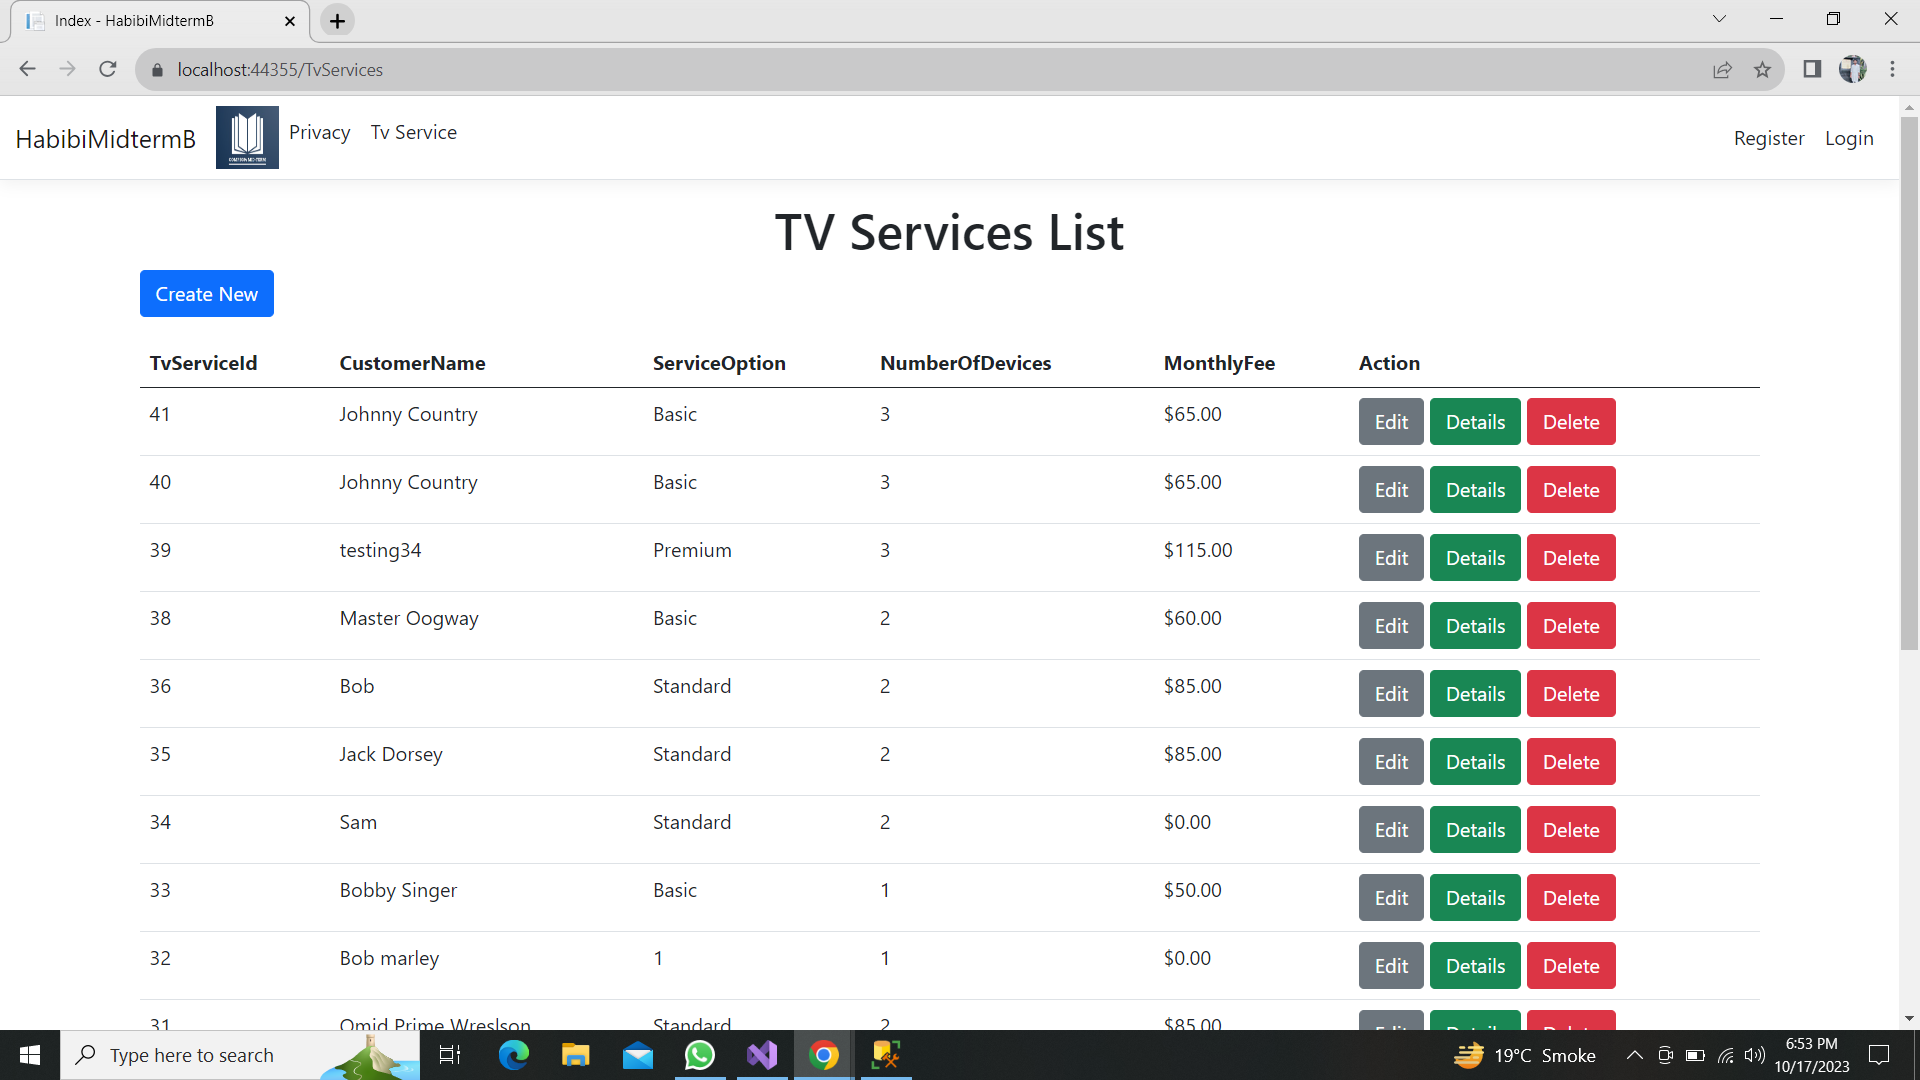 Index - HabibiMidtermB
localhost:44355/TvServices
HabibiMidtermB Privacy Tv Service Register Login
TV Services List
Create New
TvServiceId CustomerName ServiceOption NumberOfDevices MonthlyFee Action
41 Johnny Country Basic 3 $65.00 Edit Details Delete
40 Johnny Country Basic 3 $65.00 Edit Details Delete
39 testing34 Premium 3 $115.00 Edit Details Delete
38 Master Oogway Basic 2 $60.00 Edit Details Delete
36 Bob Standard 2 $85.00 Edit Details Delete
35 Jack Dorsey Standard 2 $85.00 Edit Details Delete
34 Sam Standard 2 $0.00 Edit Details Delete
33 Bobby Singer Basic 1 $50.00 Edit Details Delete
32 Bob marley 1 1 $0.00 Edit Details Delete
31 Omid Prime Wreslson Standard 2 $85.00 Edit Details Delete
Type here to search
19°C Smoke
6:53 PM
10/17/2023